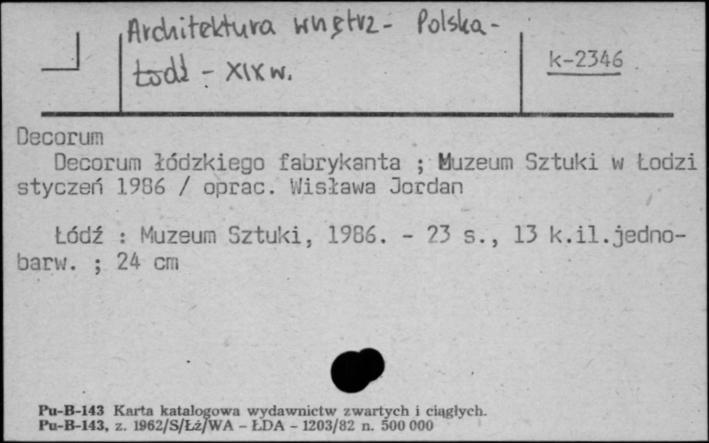 Architektura wnętrz - Polska -
Łódź - XIX w.
k-2346
Decorum
Decorum łódzkiego fabrykanta ; Muzeum Sztuki w Łodzi
styczeń 1986 / oprac. Wisława Jordan
Łódź : Muzeum Sztuki, 1986. - 23 s., 13 k.il.jedno-
barw. ; 24 cm
Pu-B-143 Karta katalogowa wydawnictw zwartych i ciągłych.
Pu-B-143, z. 1962/S/Łż/WA - ŁDA - 1203/82 n. 500 000